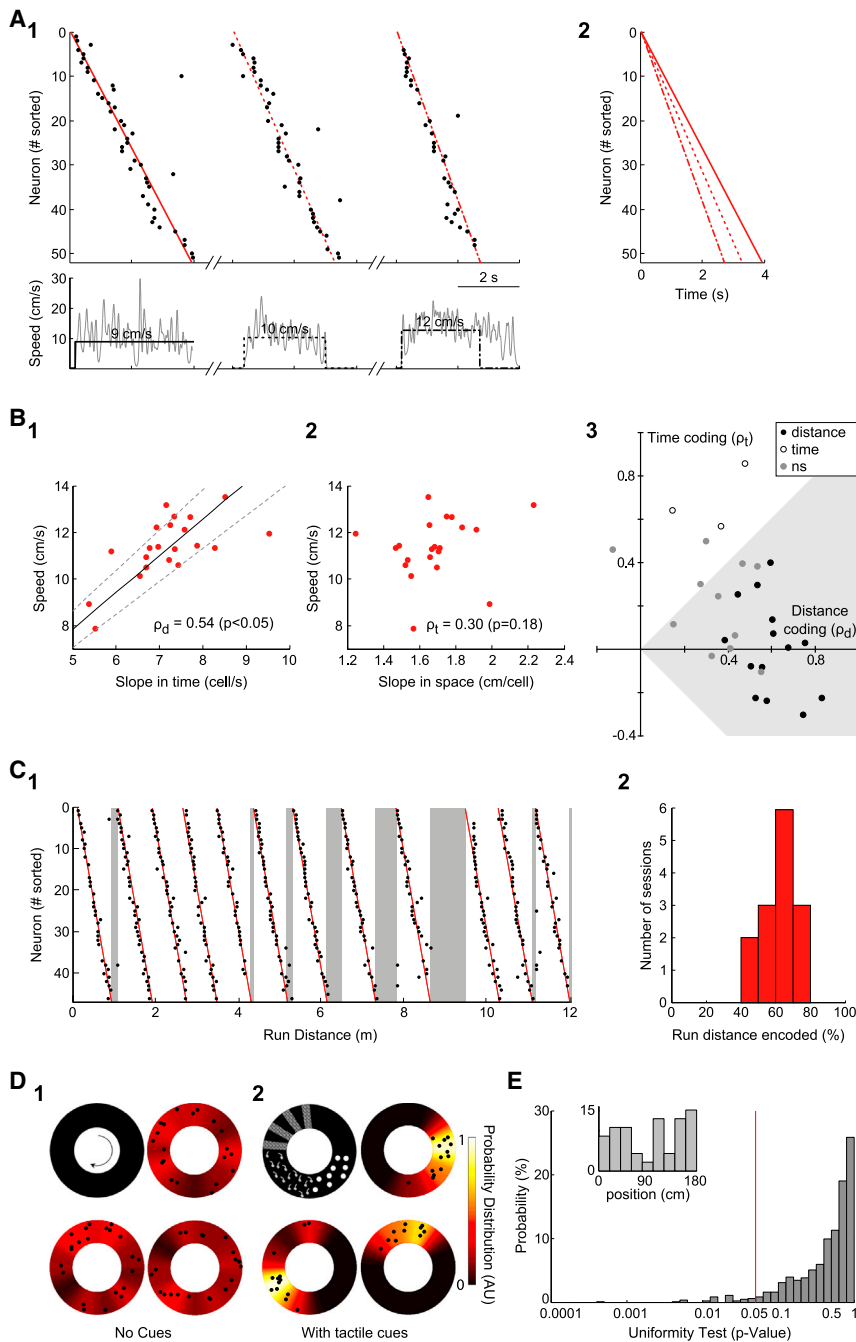 A
1
2
0
10
20
30
40
50
Neuron (# sorted)
0
10
20
30
40
50
Neuron (# sorted)
0 2 4
Time (s)
2 s
30
20
10
Speed (cm/s)
9 cm/s
10 cm/s
12 cm/s
B
1
2
3
14
12
10
8
Speed (cm/s)
ρd = 0.54 (p<0.05)
5 6 7 8 9 10
Slope in time (cell/s)
14
12
10
8
Speed (cm/s)
ρt = 0.30 (p=0.18)
1.2 1.4 1.6 1.8 2 2.2 2.4
Slope in space (cm/cell)
Time coding (ρt)
distance
time
ns
0.8
0.4
-0.4
0.4 0.8
Distance
coding (ρd)
C
1
2
0
10
20
30
40
Neuron (# sorted)
0 2 4 6 8 10 12
Run Distance (m)
6
5
4
3
2
1
0
Number of sessions
0 20 40 60 80 100
Run distance encoded (%)
D
1
2
E
No Cues
With tactile cues
1
0
Probability Distribution (AU)
30
20
10
0
Probability (%)
15
0
0 90 180
position (cm)
0.0001 0.001 0.01 0.05 0.1 0.5 1
Uniformity Test (p-Value)